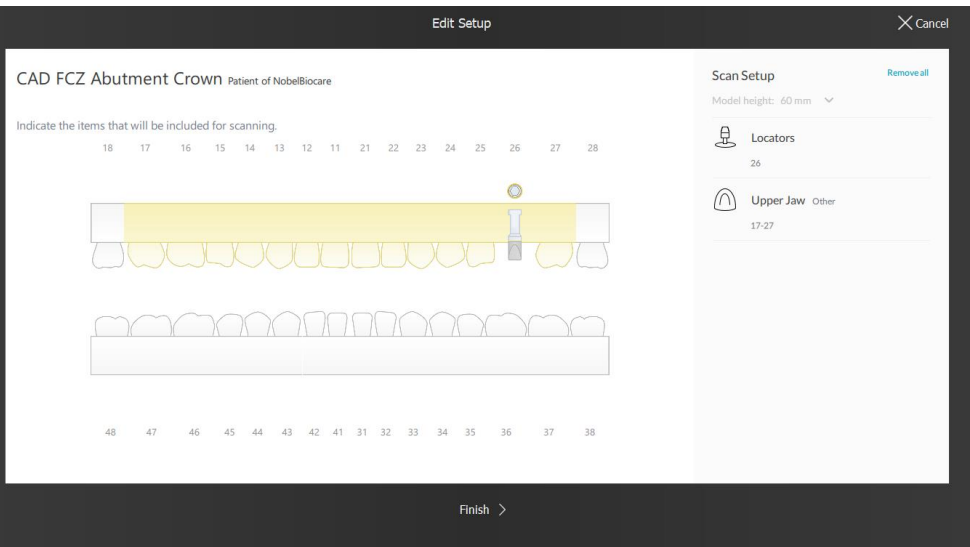 Edit Setup
Cancel
CAD FCZ Abutment Crown Patient of NobelBiocare
Indicate the items that will be included for scanning.
18 17 16 15 14 13 12 11 21 22 23 24 25 26 27 28
48 47 46 45 44 43 42 41 31 32 33 34 35 36 37 38
Scan Setup
Remove all
Model height: 60 mm
Locators
26
Upper Jaw Other
17-27
Finish